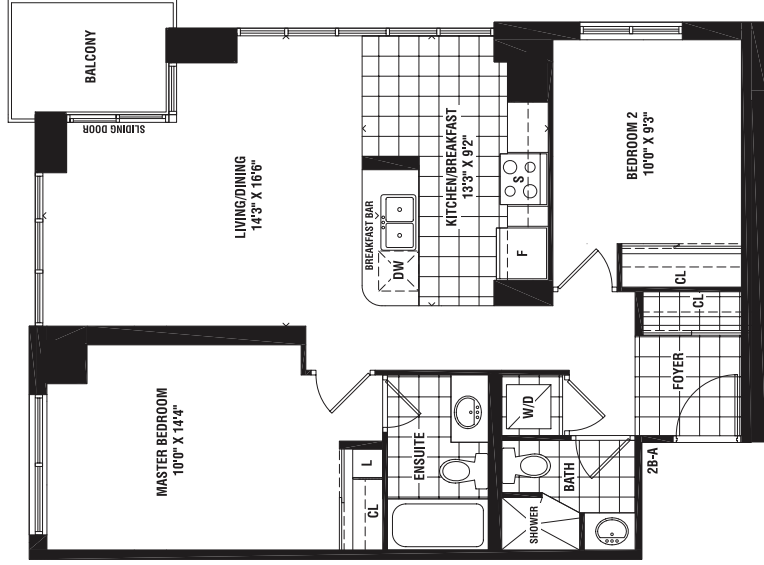 BALCONY
SLIDING DOOR
LIVING/DINING
14'3" X 16'6"
KITCHEN/BREAKFAST
13'3" X 9'2"
BREAKFAST BAR
DW
S
F
BEDROOM 2
10'0" X 9'3"
CL
CL
FOYER
MASTER BEDROOM
10'0" X 14'4"
L
CL
ENSUITE
W/D
BATH
SHOWER
2B-A